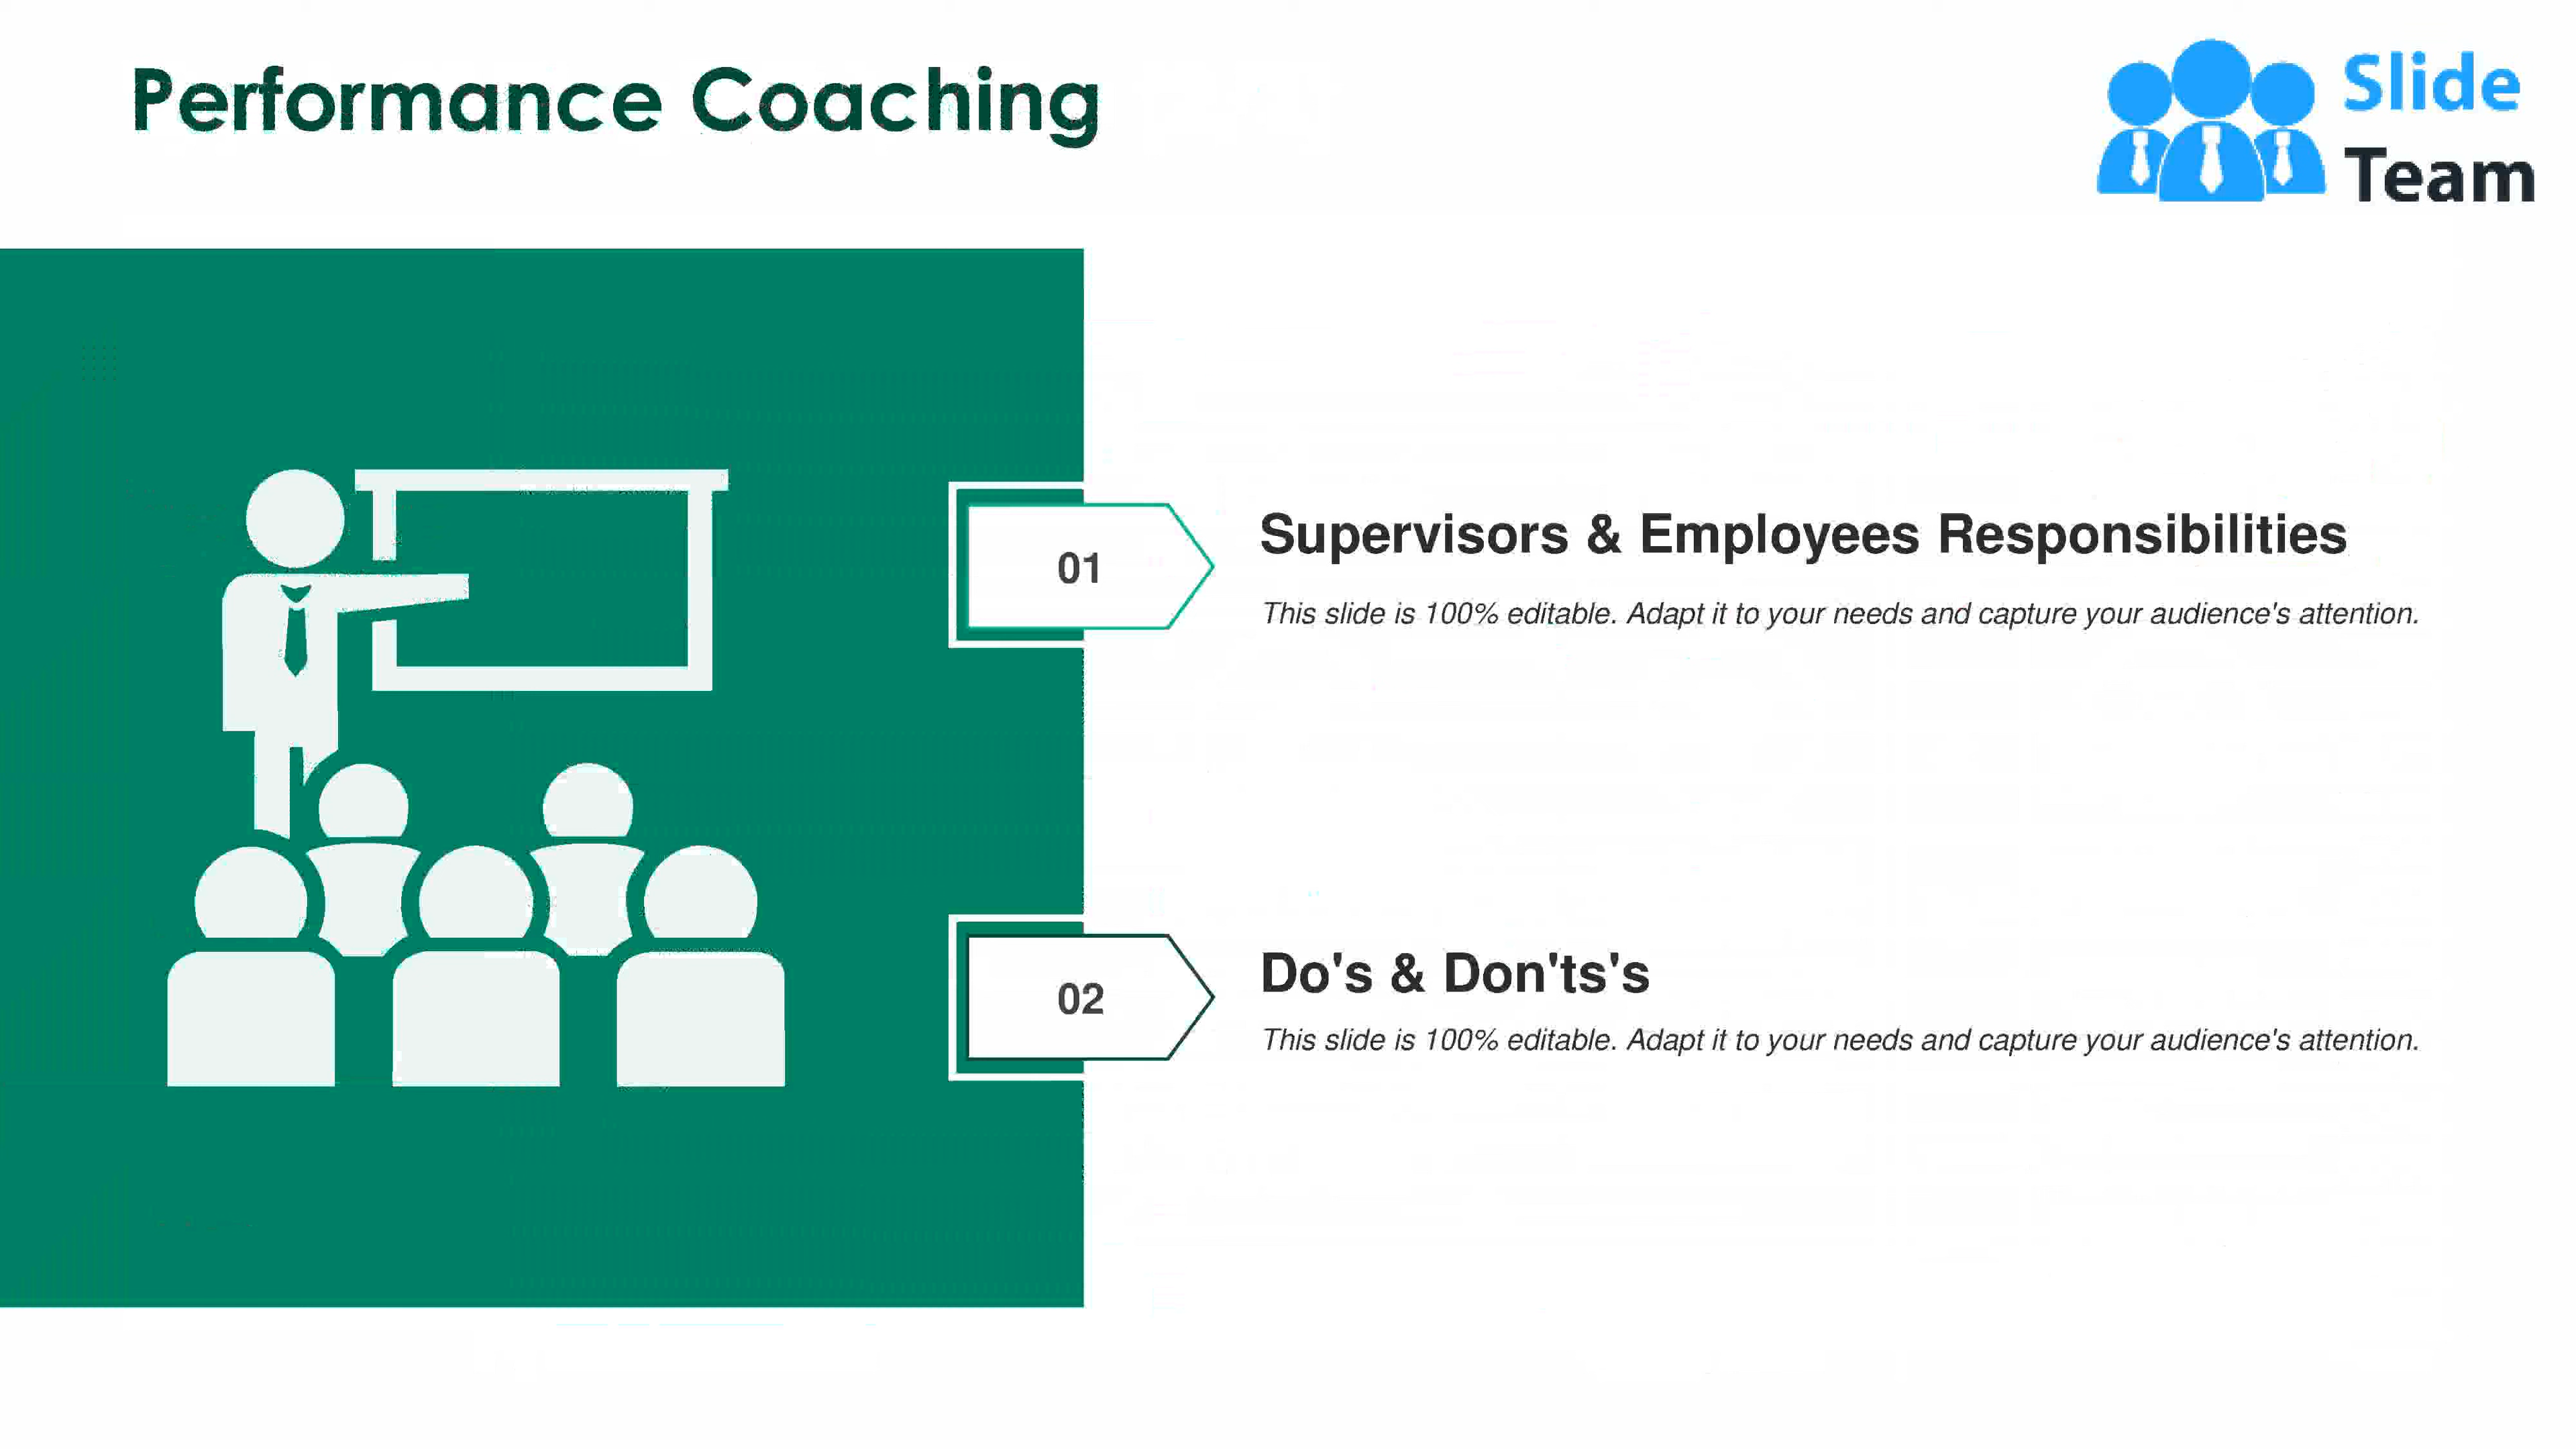 Performance Coaching
Slide
Team
01
Supervisors & Employees Responsibilities
This slide is 100% editable. Adapt it to your needs and capture your audience's attention.
02
Do's & Don'ts's
This slide is 100% editable. Adapt it to your needs and capture your audience's attention.